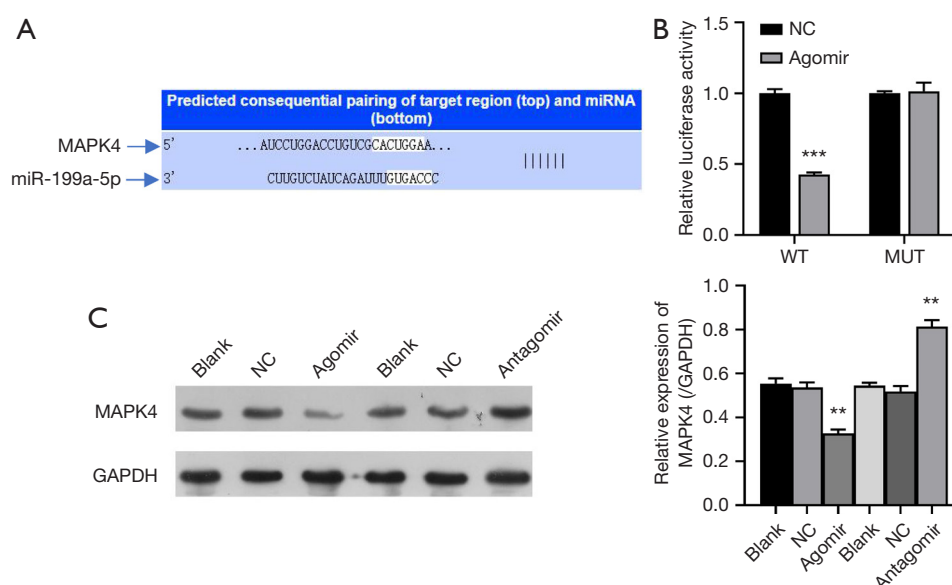 A
Predicted consequential pairing of target region (top) and miRNA
(bottom)
MAPK4 5' ...AUCCUGGACCUGUCGCACUGGAA...
miR-199a-5p 3' CUUGUCUAUCAGAUUUGUGACCC
B
Relative luciferase activity
1.5
1.0
0.5
0.0
NC
Agomir
***
WT MUT
C
Blank NC Agomir Blank NC Antagomir
MAPK4
GAPDH
Relative expression of
MAPK4 (/GAPDH)
1.0
0.8
0.6
0.4
0.2
0.0
**
**
Blank NC Agomir Blank NC Antagomir